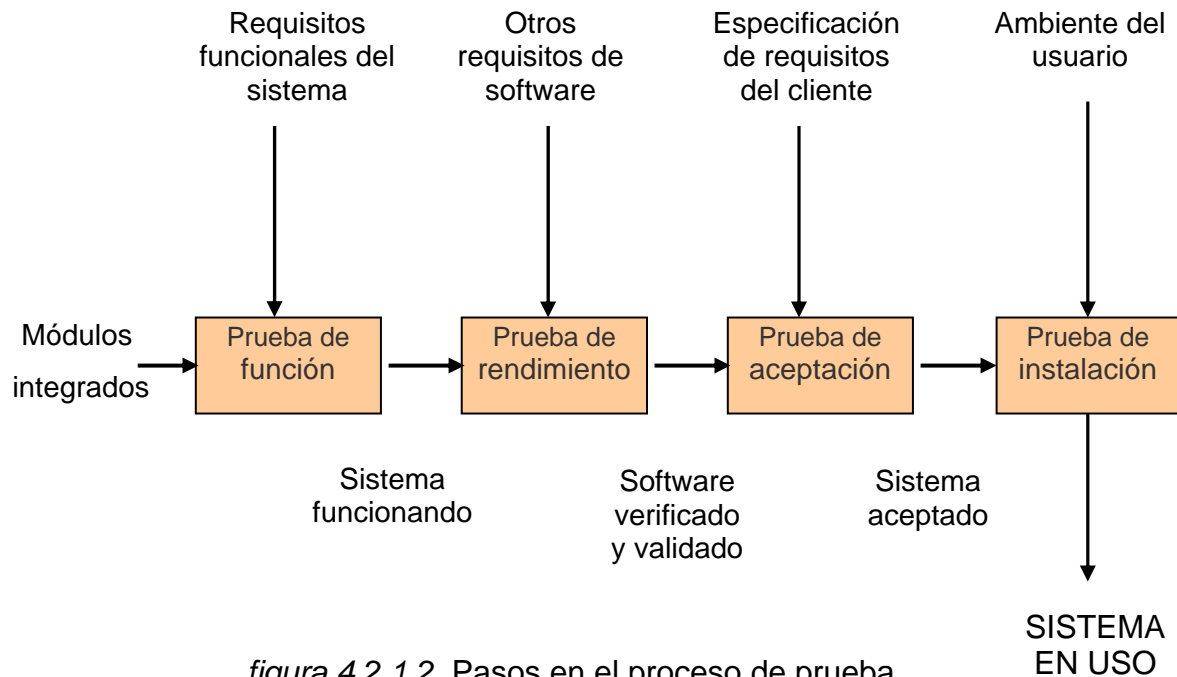 Requisitos
funcionales del
sistema
Otros
requisitos de
software
Especificación
de requisitos
del cliente
Ambiente del
usuario
Módulos
integrados
Prueba de
función
Prueba de
rendimiento
Prueba de
aceptación
Prueba de
instalación
Sistema
funcionando
Software
verificado
y validado
Sistema
aceptado
SISTEMA
EN USO
figura 4.2.1.2. Pasos en el proceso de prueba